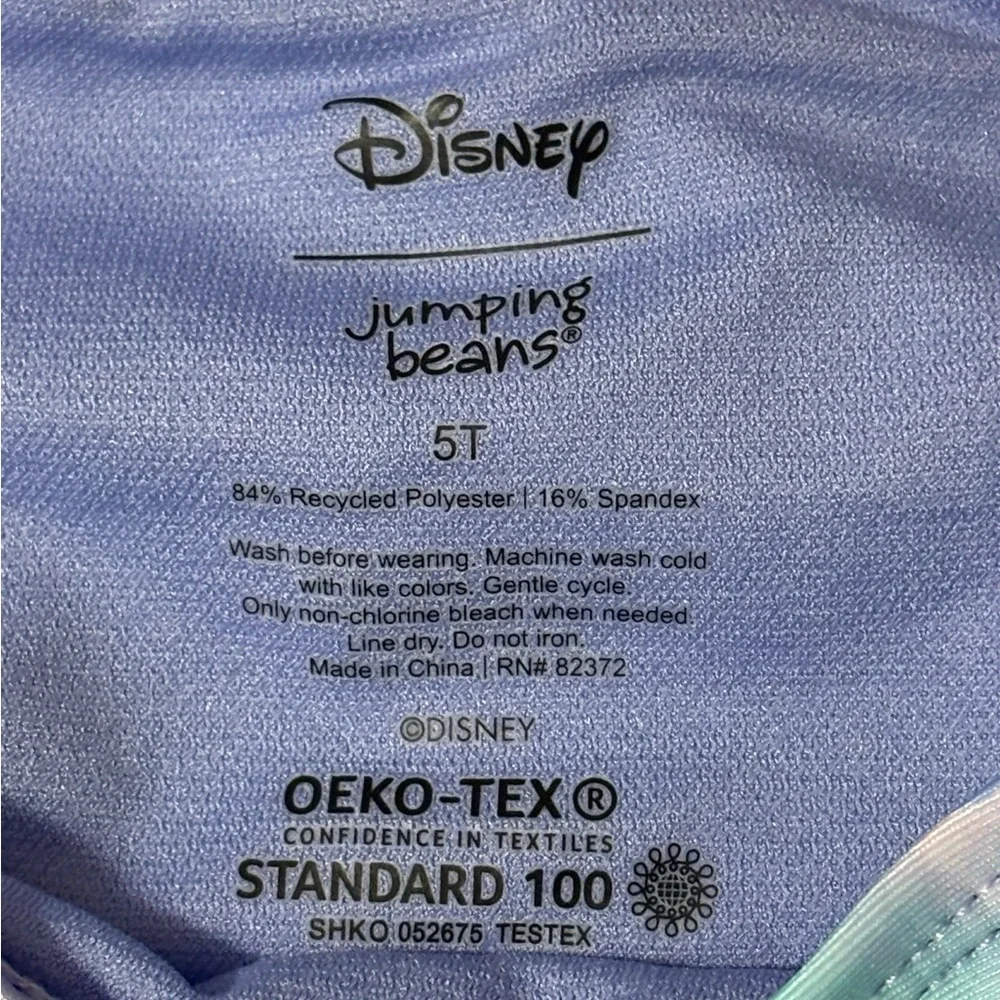 Disney
jumping
beans®
5T
84% Recycled Polyester | 16% Spandex
Wash before wearing. Machine wash cold
with like colors. Gentle cycle.
Only non-chlorine bleach when needed.
Line dry. Do not iron.
Made in China | RN# 82372
©DISNEY
OEKO-TEX®
CONFIDENCE IN TEXTILES
STANDARD 100
SHKO 052675 TESTEX